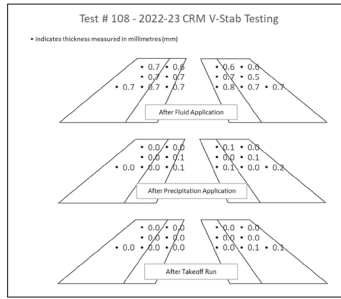 Test # 108 - 2022-23 CRM V-Stab Testing
• indicates thickness measured in millimetres (mm)
• 0.7 • 0.6 • 0.6 • 0.6
• 0.7 • 0.7 • 0.7 • 0.5
• 0.7 • 0.7 • 0.7 • 0.8 • 0.7 • 0.7
After Fluid Application
• 0.0 • 0.0 • 0.1 • 0.0
• 0.0 • 0.1 • 0.0 • 0.1
• 0.0 • 0.0 • 0.1 • 0.1 • 0.0 • 0.2
After Precipitation Application
• 0.0 • 0.0 • 0.0 • 0.0
• 0.0 • 0.0 • 0.0 • 0.0
• 0.0 • 0.0 • 0.0 • 0.0 • 0.1 • 0.1
After Takeoff Run